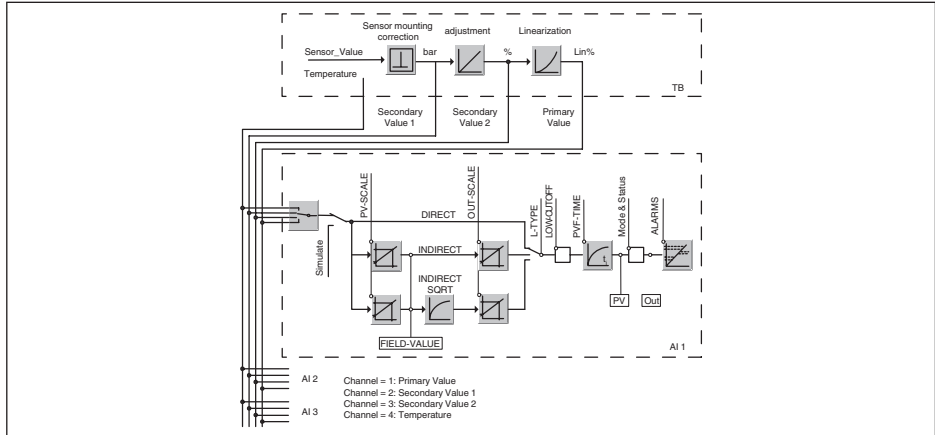 Sensor mounting
correction
adjustment
Linearization
Sensor_Value
bar
%
Lin%
Temperature
TB
Secondary
Value 1
Secondary
Value 2
Primary
Value
PV-SCALE
OUT-SCALE
L-TYPE
LOW-CUTOFF
PVF-TIME
Mode & Status
ALARMS
DIRECT
Simulate
INDIRECT
INDIRECT
SQRT
t
PV
Out
FIELD-VALUE
AI 1
AI 2
AI 3
Channel = 1: Primary Value
Channel = 2: Secondary Value 1
Channel = 3: Secondary Value 2
Channel = 4: Temperature